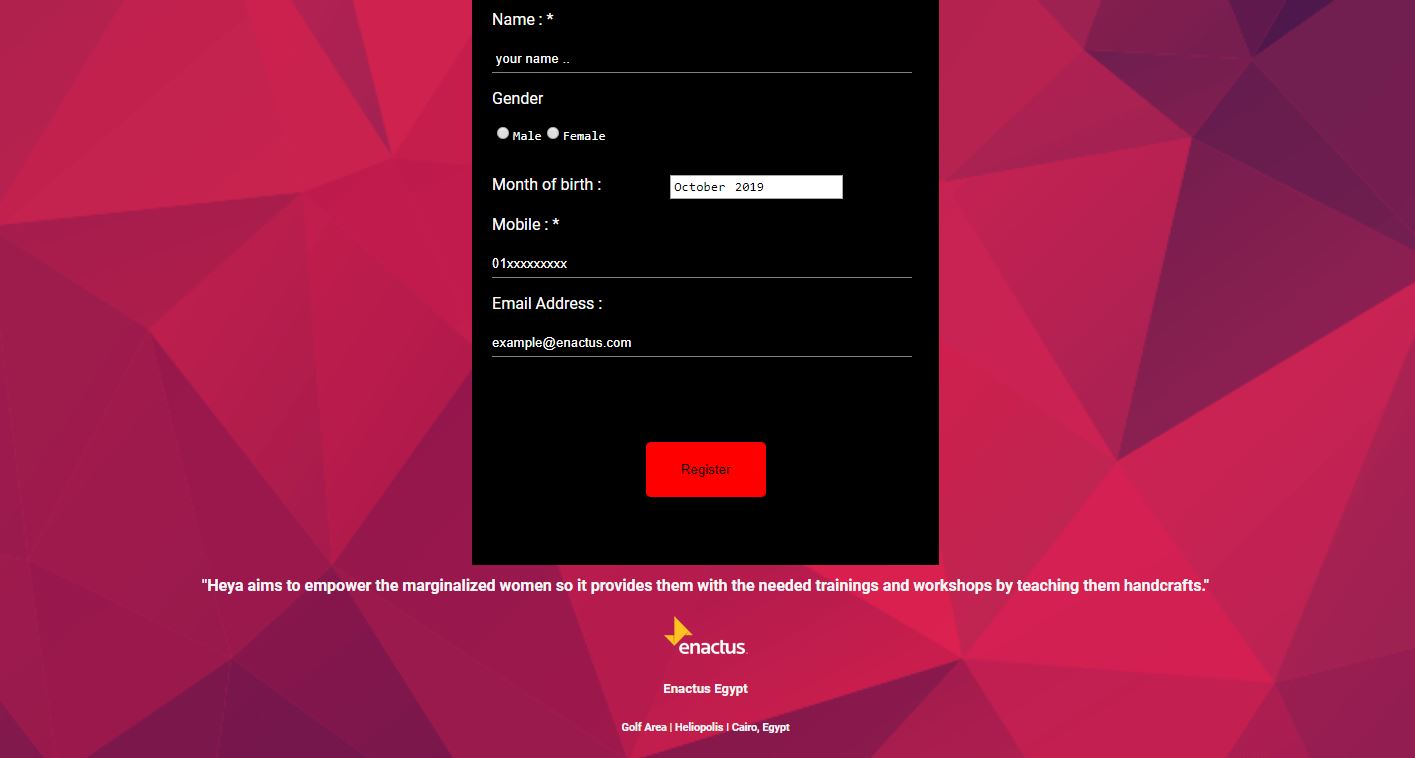 Name : *
your name ..
Gender
Male Female
Month of birth : October 2019
Mobile : *
01xxxxxxxxx
Email Address :
example@enactus.com
Register
"Heya aims to empower the marginalized women so it provides them with the needed trainings and workshops by teaching them handcrafts."
enactus.
Enactus Egypt
Golf Area | Heliopolis | Cairo, Egypt